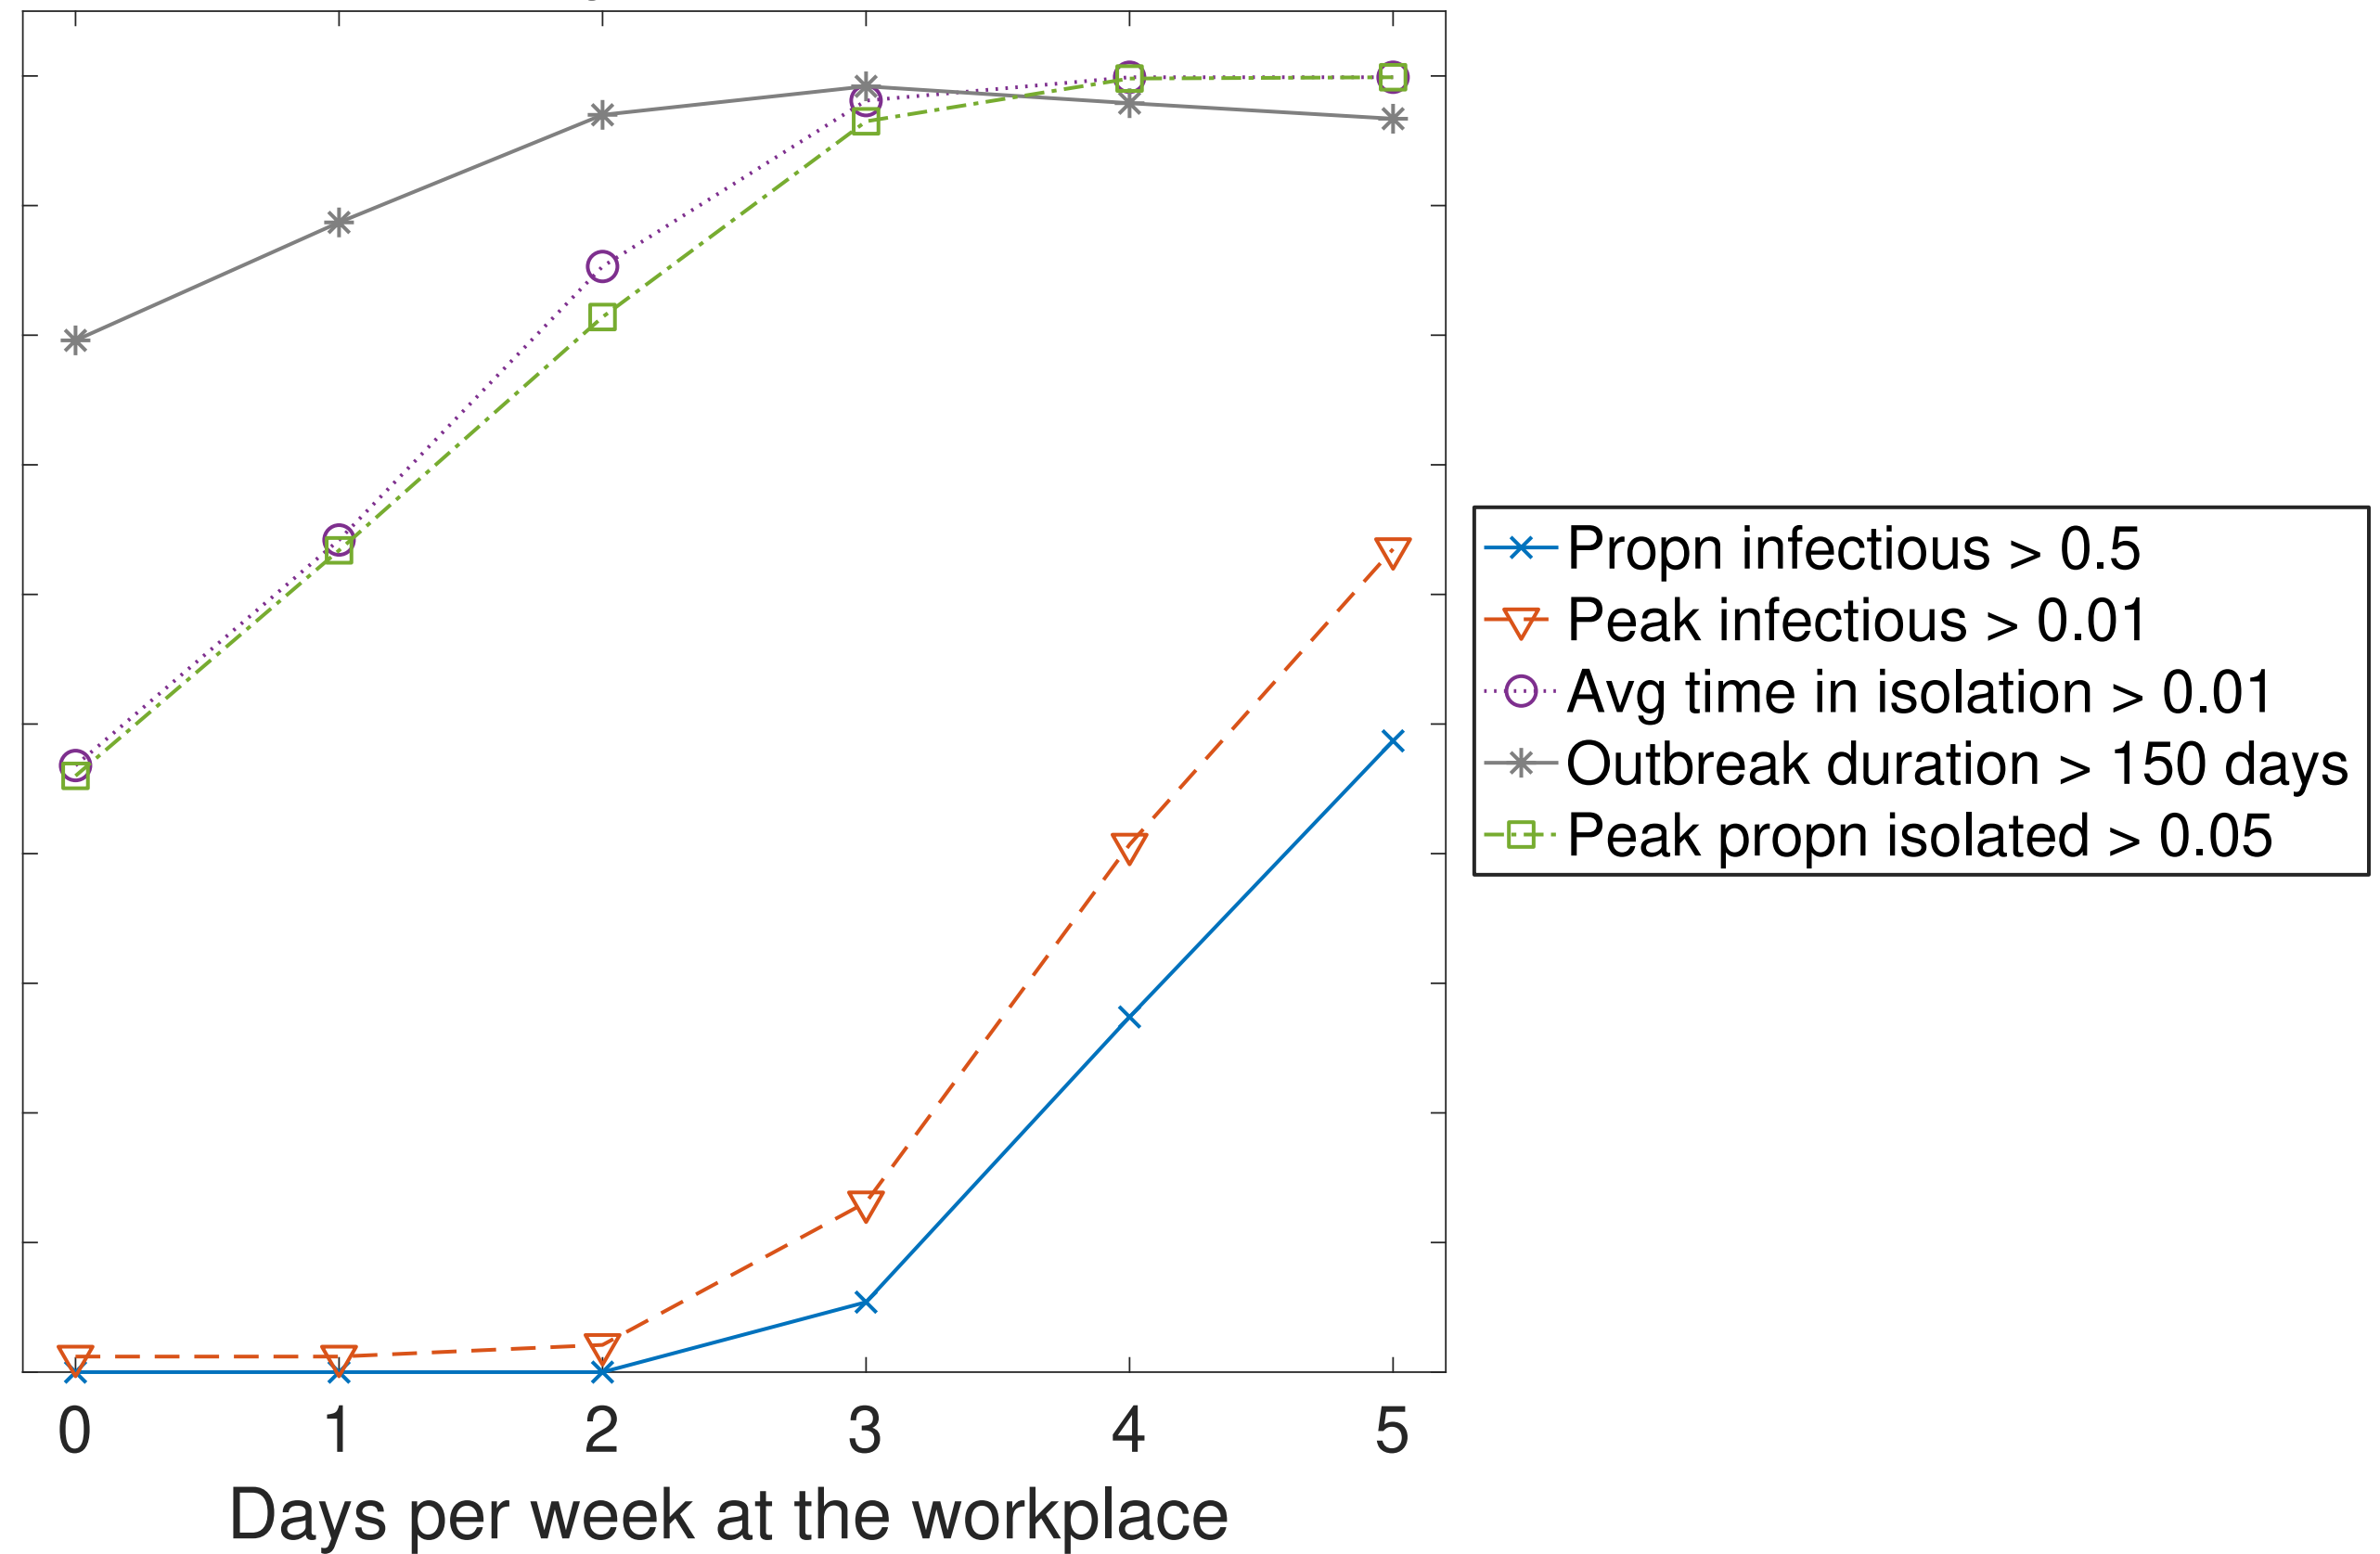 Propn infectious > 0.5
Peak infectious > 0.01
Avg time in isolation > 0.01
Outbreak duration > 150 days
Peak propn isolated > 0.05
0 1 2 3 4 5
Days per week at the workplace